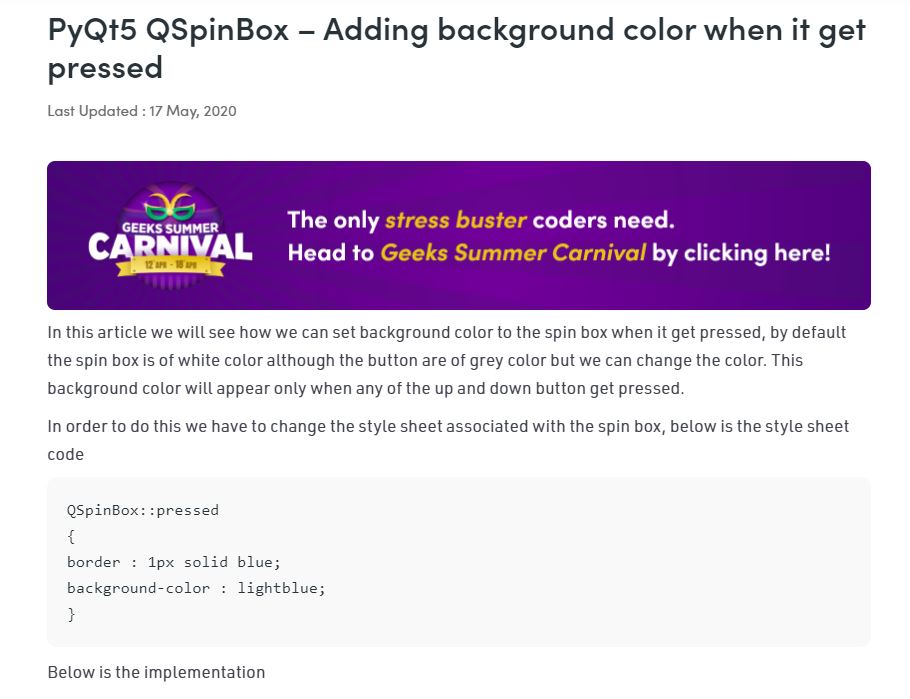 PyQt5 QSpinBox – Adding background color when it get
pressed
Last Updated : 17 May, 2020
GEEKS SUMMER
CARNIVAL
12 APR - 18 APR
The only stress buster coders need.
Head to Geeks Summer Carnival by clicking here!
In this article we will see how we can set background color to the spin box when it get pressed, by default
the spin box is of white color although the button are of grey color but we can change the color. This
background color will appear only when any of the up and down button get pressed.
In order to do this we have to change the style sheet associated with the spin box, below is the style sheet
code
QSpinBox::pressed
{
border : 1px solid blue;
background-color : lightblue;
}
Below is the implementation